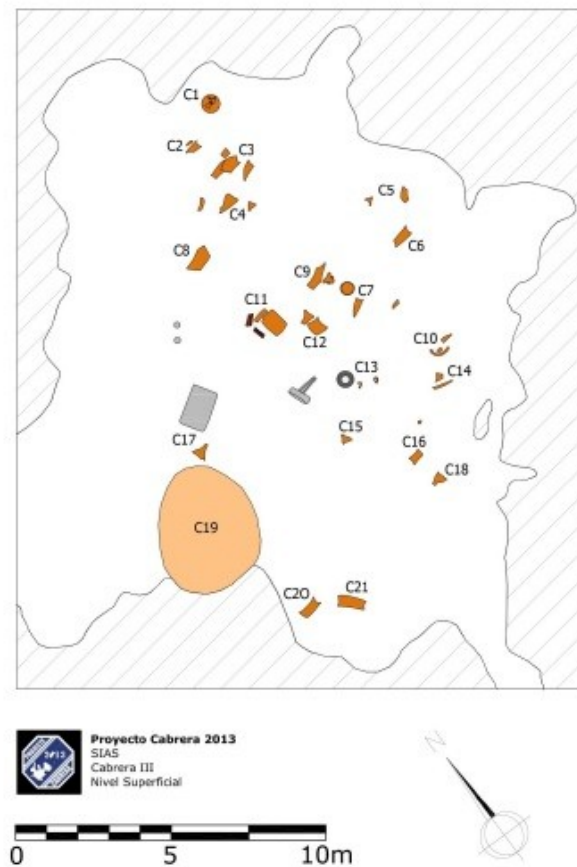 C1
C2
C3
C4
C5
C6
C8
C9
C7
C11
C12
C10
C13
C14
C15
C16
C17
C18
C19
C20
C21
Proyecto Cabrera 2013
SIAS
Cabrera III
Nivel Superficial
N
0 5 10m